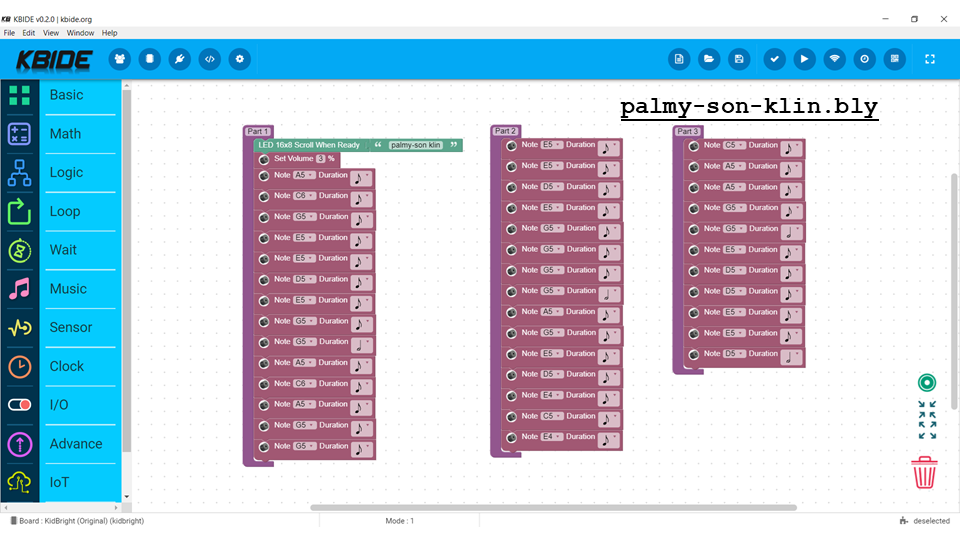 KBIDE v0.2.0 | kbide.org
File Edit View Window Help
KBIDE
palmy-son-klin.bly
Basic
Math
Logic
Loop
Wait
Music
Sensor
Clock
I/O
Advance
IoT
Part 1
LED 16x8 Scroll When Ready “ palmy-son klin ”
Set Volume 3 %
Note A5 Duration
Note C6 Duration
Note G5 Duration
Note E5 Duration
Note E5 Duration
Note D5 Duration
Note E5 Duration
Note G5 Duration
Note G5 Duration
Note A5 Duration
Note C6 Duration
Note A5 Duration
Note G5 Duration
Note G5 Duration
Part 2
Note E5 Duration
Note E5 Duration
Note D5 Duration
Note E5 Duration
Note G5 Duration
Note G5 Duration
Note G5 Duration
Note G5 Duration
Note A5 Duration
Note G5 Duration
Note E5 Duration
Note D5 Duration
Note E4 Duration
Note C5 Duration
Note E4 Duration
Part 3
Note C5 Duration
Note A5 Duration
Note A5 Duration
Note G5 Duration
Note G5 Duration
Note E5 Duration
Note D5 Duration
Note D5 Duration
Note E5 Duration
Note E5 Duration
Note D5 Duration
Board : KidBright (Original) (kidbright)
Mode : 1
deselected